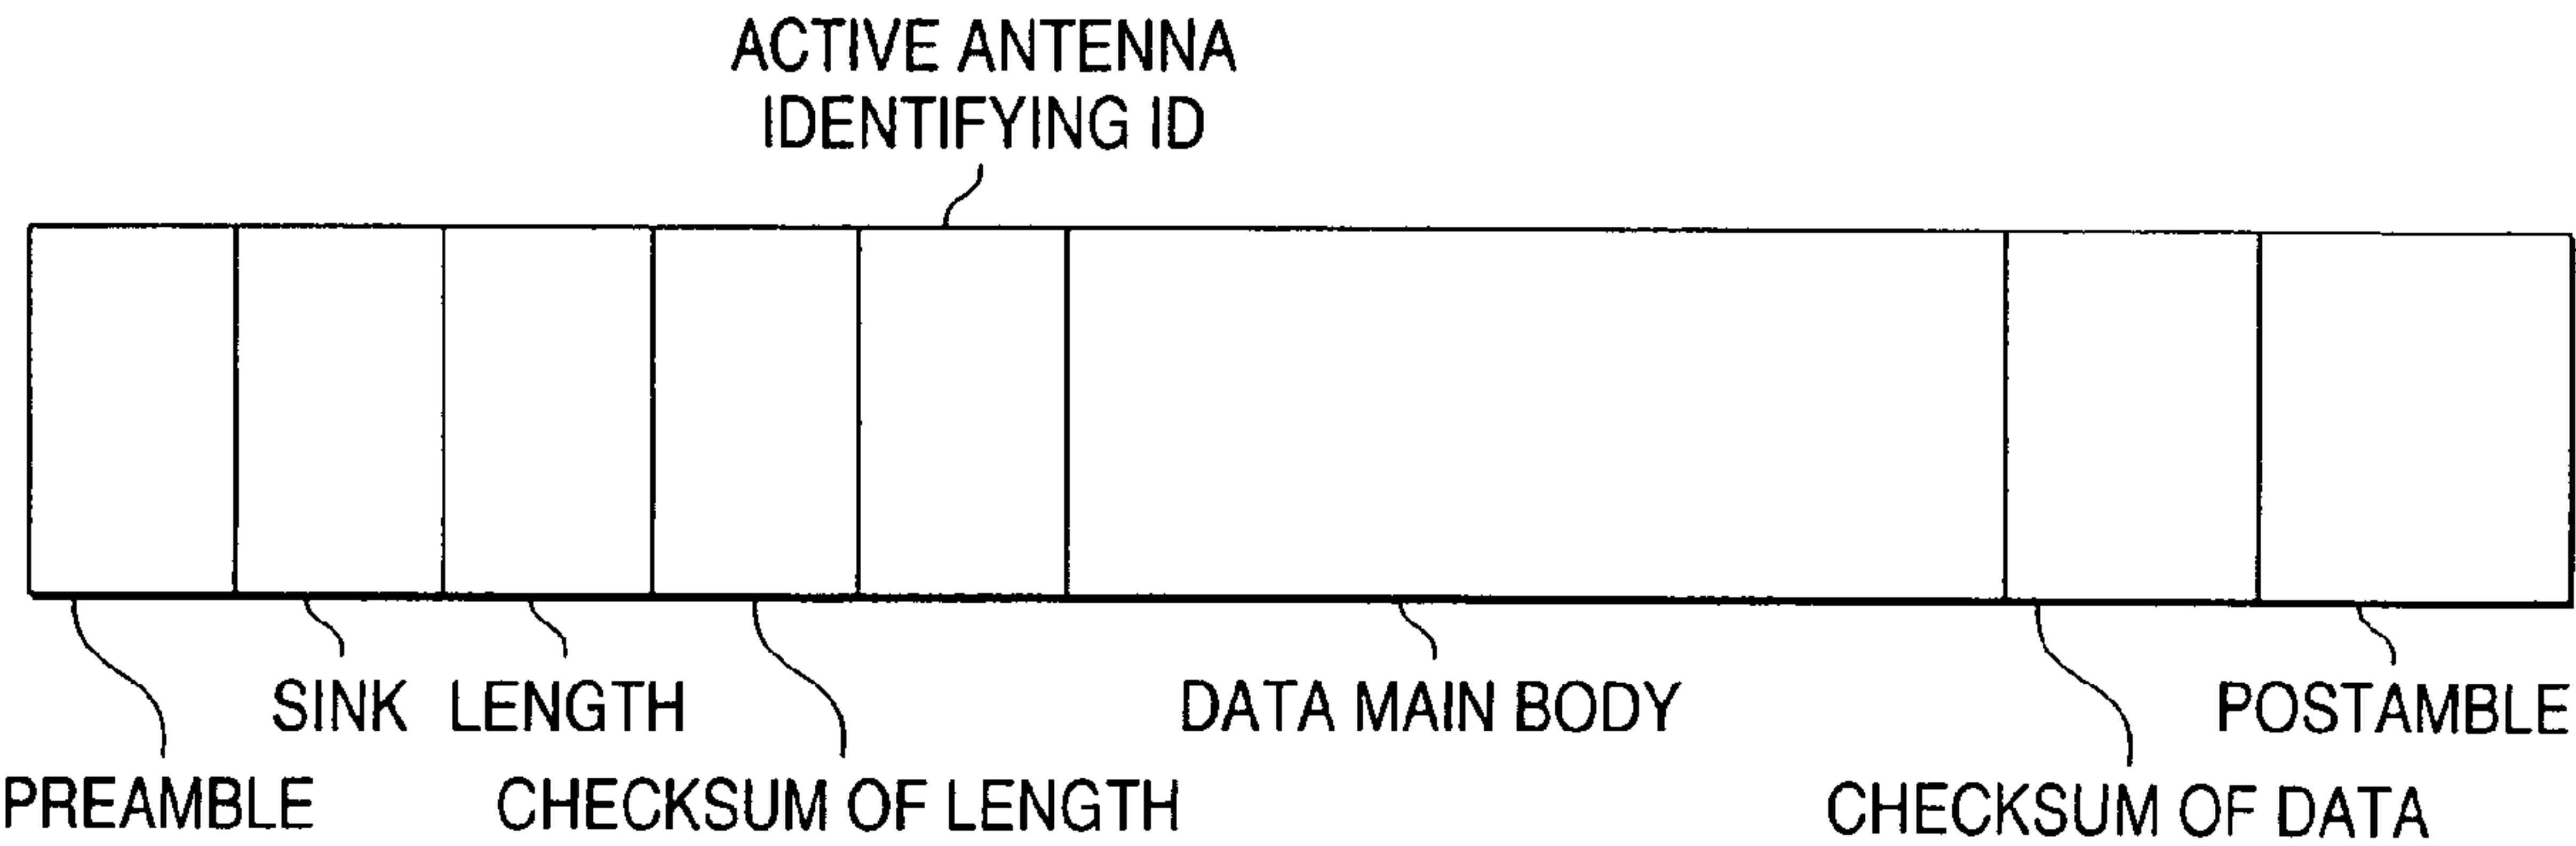 ACTIVE ANTENNA
IDENTIFYING ID
SINK
LENGTH
DATA MAIN BODY
POSTAMBLE
PREAMBLE
CHECKSUM OF LENGTH
CHECKSUM OF DATA